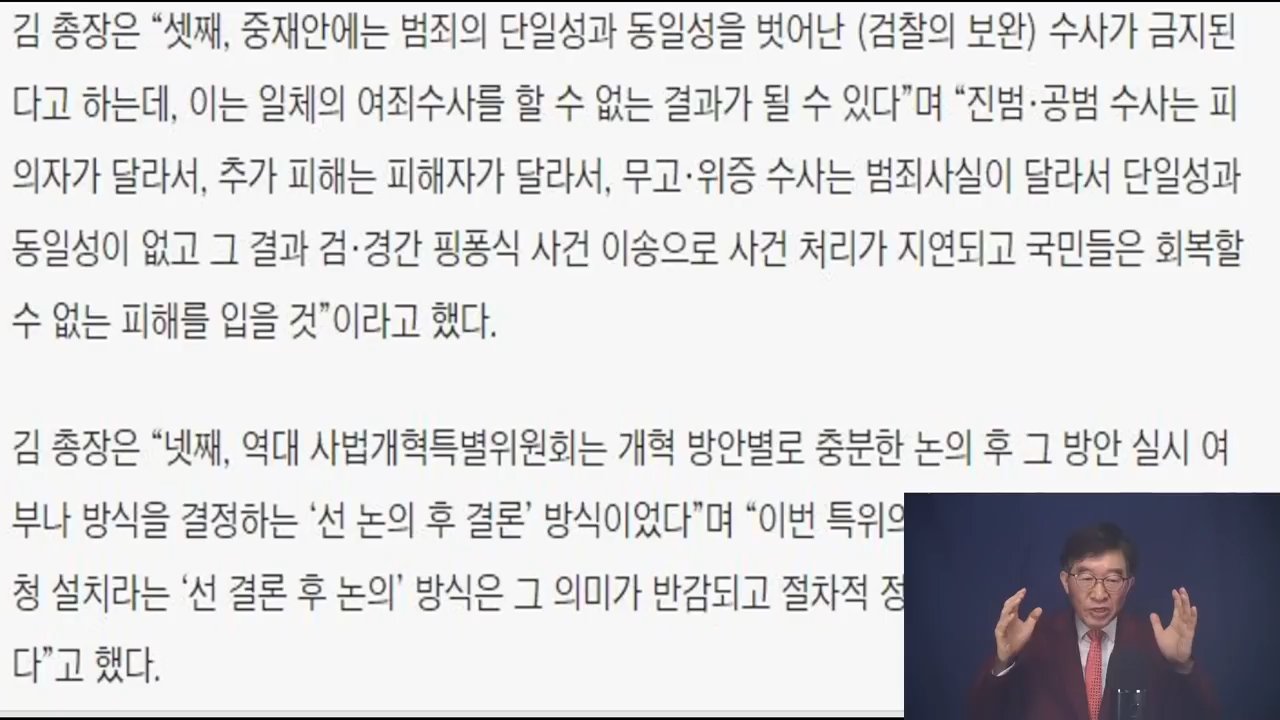 김 총장은 “셋째, 중재안에는 범죄의 단일성과 동일성을 벗어난 (검찰의 보완) 수사가 금지된
다고 하는데, 이는 일체의 여죄수사를 할 수 없는 결과가 될 수 있다”며 “진범·공범 수사는 피
의자가 달라서, 추가 피해는 피해자가 달라서, 무고·위증 수사는 범죄사실이 달라서 단일성과
동일성이 없고 그 결과 검·경간 핑퐁식 사건 이송으로 사건 처리가 지연되고 국민들은 회복할
수 없는 피해를 입을 것”이라고 했다.
김 총장은 “넷째, 역대 사법개혁특별위원회는 개혁 방안별로 충분한 논의 후 그 방안 실시 여
부나 방식을 결정하는 ‘선 논의 후 결론’ 방식이었다”며 “이번 특위의
청 설치라는 ‘선 결론 후 논의’ 방식은 그 의미가 반감되고 절차적 정
다”고 했다.